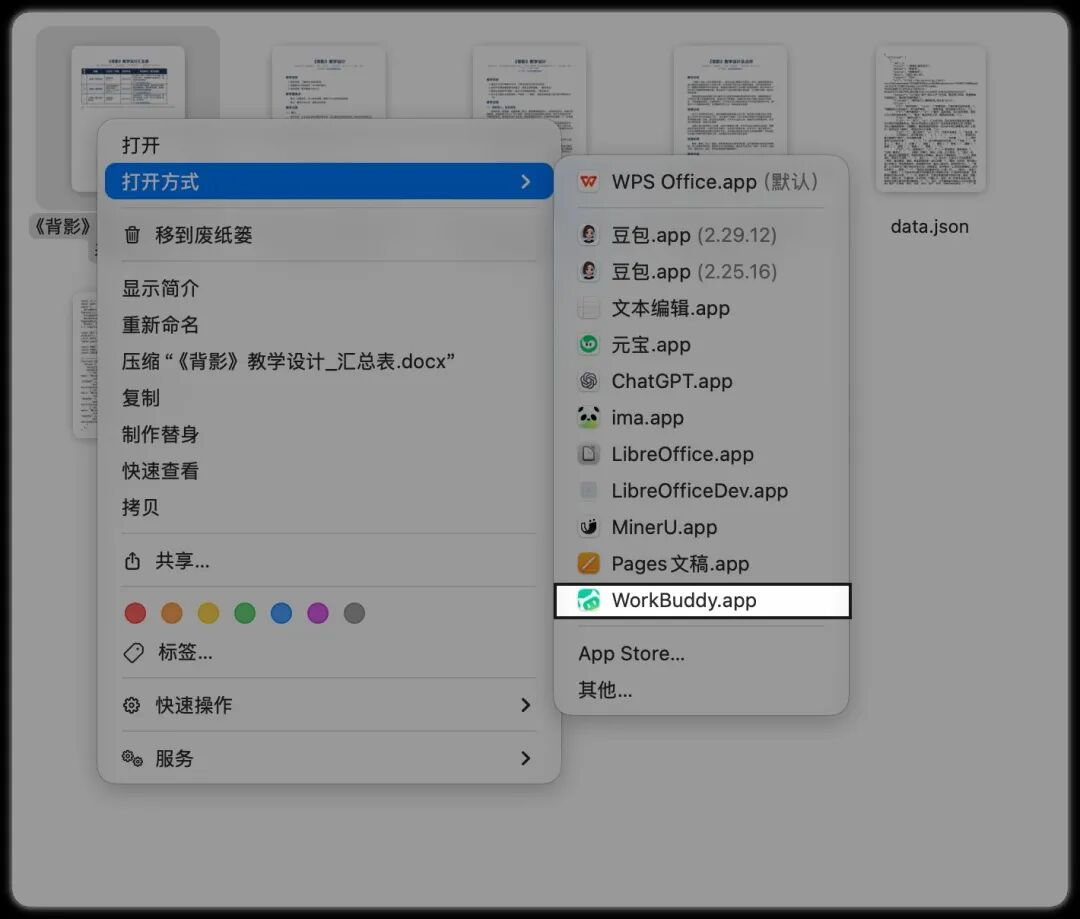 打开
打开方式
移到废纸篓
显示简介
重新命名
压缩“《背影》教学设计_汇总表.docx”
复制
制作替身
快速查看
拷贝
共享...
标签...
快速操作
服务
WPS Office.app (默认)
豆包.app (2.29.12)
豆包.app (2.25.16)
文本编辑.app
元宝.app
ChatGPT.app
ima.app
LibreOffice.app
LibreOfficeDev.app
MinerU.app
Pages 文稿.app
WorkBuddy.app
App Store...
其他...
《背影》
data.json